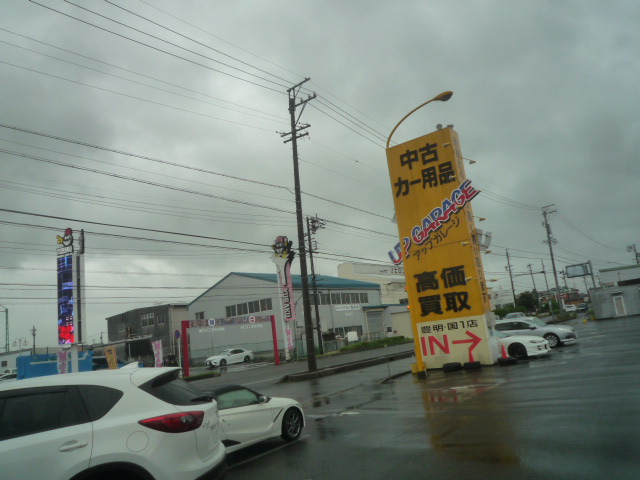 中古
カー用品
UP GARAGE
アップガレージ
高価
買取
豊明・国1店
IN